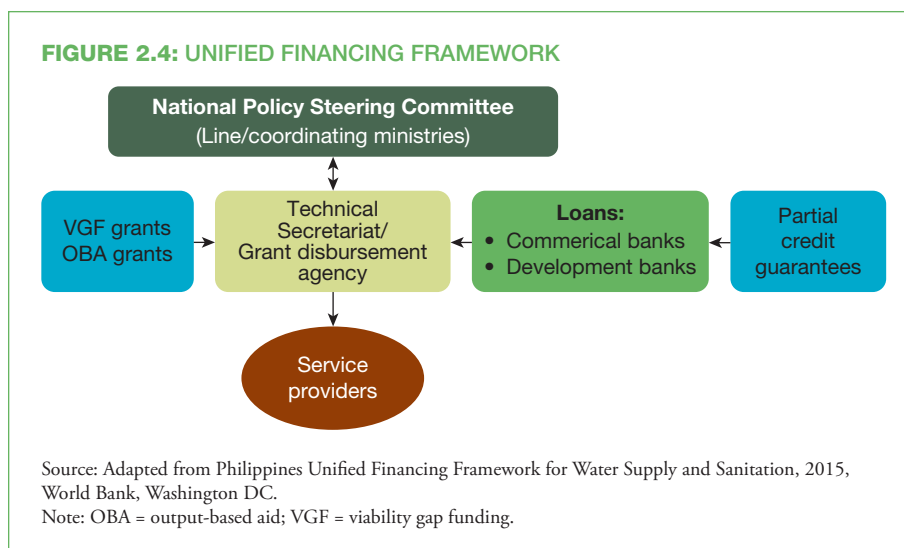 FIGURE 2.4: UNIFIED FINANCING FRAMEWORK
National Policy Steering Committee
(Line/coordinating ministries)
VGF grants
OBA grants
Technical
Secretariat/
Grant disbursement
agency
Loans:
• Commerical banks
• Development banks
Partial
credit
guarantees
Service
providers
Source: Adapted from Philippines Unified Financing Framework for Water Supply and Sanitation, 2015,
World Bank, Washington DC.
Note: OBA = output-based aid; VGF = viability gap funding.